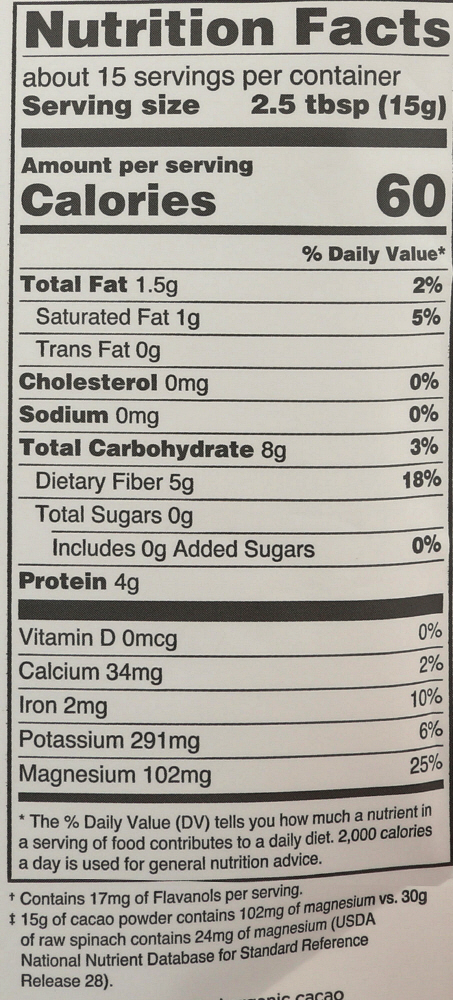 Nutrition Facts
about 15 servings per container
Serving size 2.5 tbsp (15g)
Amount per serving
Calories 60
% Daily Value*
Total Fat 1.5g 2%
Saturated Fat 1g 5%
Trans Fat 0g
Cholesterol 0mg 0%
Sodium 0mg 0%
Total Carbohydrate 8g 3%
Dietary Fiber 5g 18%
Total Sugars 0g
Includes 0g Added Sugars 0%
Protein 4g
Vitamin D 0mcg 0%
Calcium 34mg 2%
Iron 2mg 10%
Potassium 291mg 6%
Magnesium 102mg 25%
* The % Daily Value (DV) tells you how much a nutrient in
a serving of food contributes to a daily diet. 2,000 calories
a day is used for general nutrition advice.
† Contains 17mg of Flavanols per serving.
‡ 15g of cacao powder contains 102mg of magnesium vs. 30g
of raw spinach contains 24mg of magnesium (USDA
National Nutrient Database for Standard Reference
Release 28).
cacao